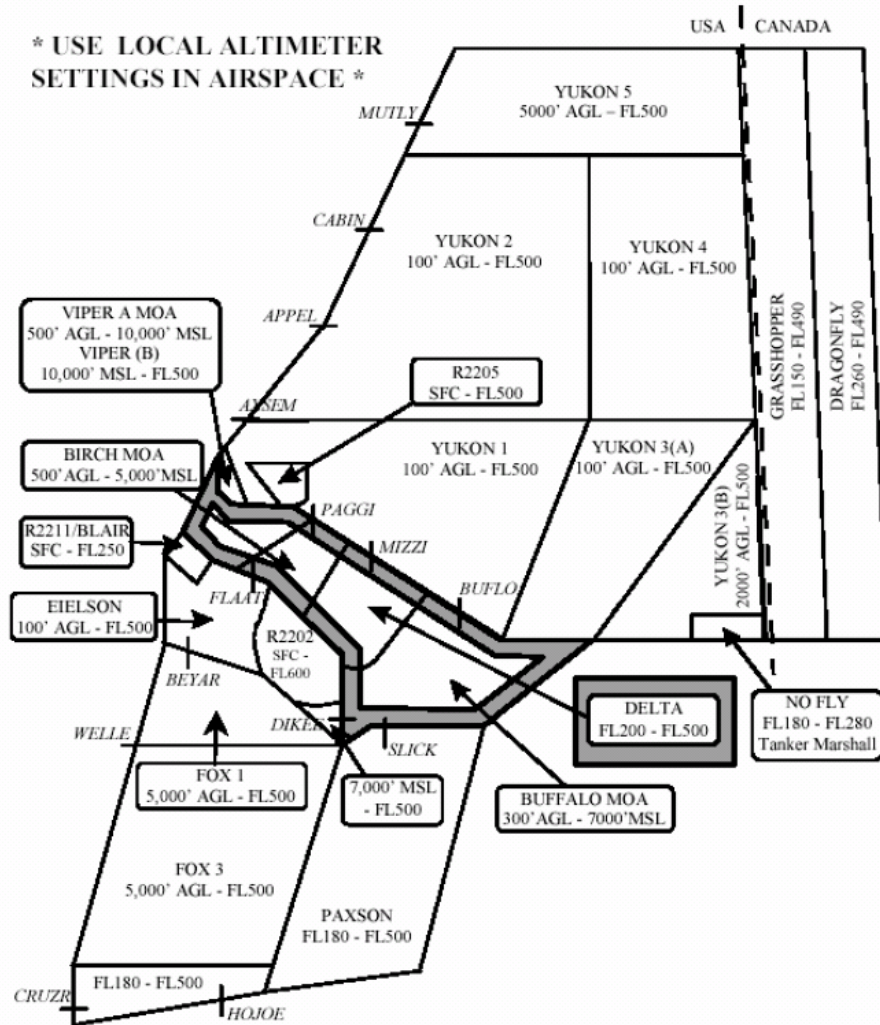 USA
CANADA
* USE LOCAL ALTIMETER
SETTINGS IN AIRSPACE *
YUKON 5
5000' AGL – FL500
MUTLY
CABIN
YUKON 2
100' AGL - FL500
YUKON 4
100' AGL - FL500
GRASSHOPPER
FL150 - FL490
DRAGONFLY
FL260 - FL490
VIPER A MOA
500' AGL - 10,000' MSL
VIPER (B)
10,000' MSL - FL500
APPEL
R2205
SFC - FL500
AYSEM
BIRCH MOA
500'AGL - 5,000'MSL
YUKON 1
100' AGL - FL500
YUKON 3(A)
100' AGL - FL500
YUKON 3(B)
2000' AGL - FL500
PAGGI
R2211/BLAIR
SFC - FL250
MIZZI
FLAAT
BUFLO
EIELSON
100' AGL - FL500
R2202
SFC -
FL600
BEYAR
DIKER
WELLE
SLICK
DELTA
FL200 - FL500
NO FLY
FL180 - FL280
Tanker Marshall
FOX 1
5,000' AGL - FL500
7,000' MSL
- FL500
BUFFALO MOA
300'AGL - 7000'MSL
FOX 3
5,000' AGL - FL500
PAXSON
FL180 - FL500
FL180 - FL500
CRUZR
HOJOE